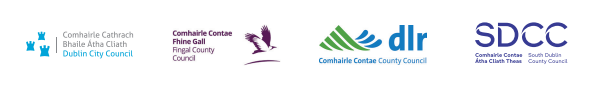 Comhairle Cathrach
Bhaile Átha Cliath
Dublin City Council
Comhairle Contae
Fhine Gall
Fingal County
Council
dlr
Comhairle Contae County Council
SDCC
Comhairle Contae South Dublin
Átha Cliath Theas County Council